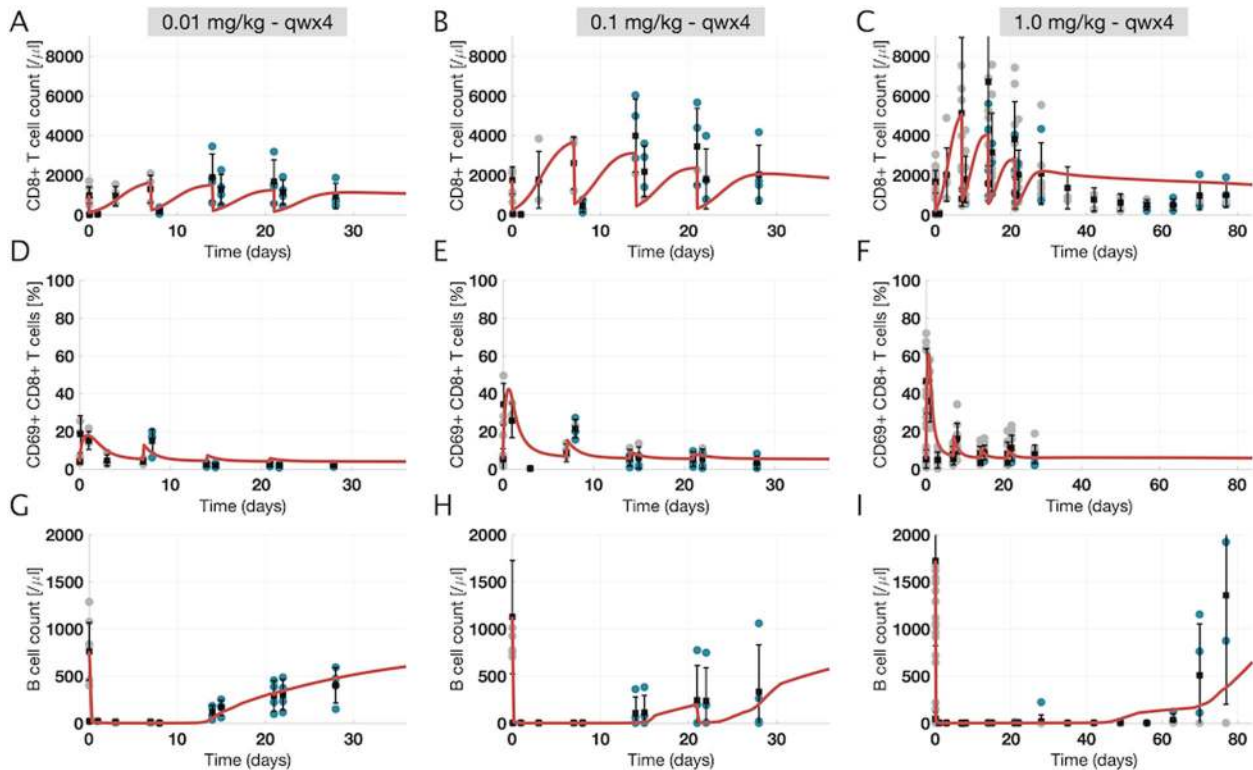 A 0.01 mg/kg - qwx4
B 0.1 mg/kg - qwx4
C 1.0 mg/kg - qwx4
CD8+ T cell count [/μl]
8000
6000
4000
2000
0
0 10 20 30
Time (days)
CD8+ T cell count [/μl]
8000
6000
4000
2000
0
0 10 20 30
Time (days)
CD8+ T cell count [/μl]
8000
6000
4000
2000
0
0 20 40 60 80
Time (days)
D
CD69+ CD8+ T cells [%]
100
80
60
40
20
0
0 10 20 30
Time (days)
E
CD69+ CD8+ T cells [%]
100
80
60
40
20
0
0 10 20 30
Time (days)
F
CD69+ CD8+ T cells [%]
100
80
60
40
20
0
0 20 40 60 80
Time (days)
G
B cell count [/μl]
2000
1500
1000
500
0
0 10 20 30
Time (days)
H
B cell count [/μl]
2000
1500
1000
500
0
0 10 20 30
Time (days)
I
B cell count [/μl]
2000
1500
1000
500
0
0 20 40 60 80
Time (days)